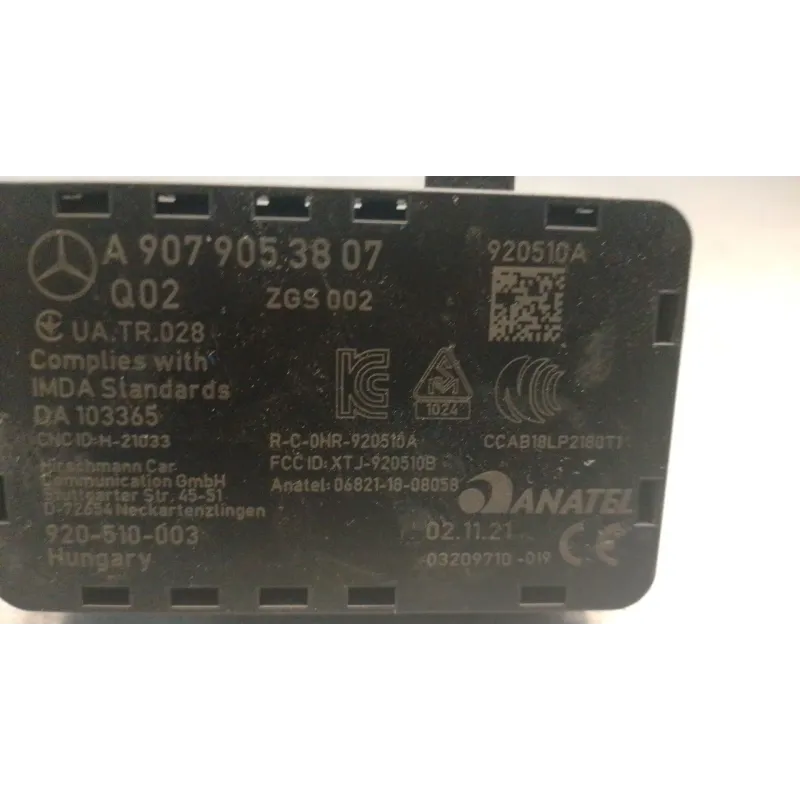 A 907 905 38 07
920510A
Q02
ZGS 002
UA.TR.028
Complies with
IMDA Standards
DA 103365
1024
CNC ID: H-21033
R-C-0HR-920510A
Hirschmann Car
FCC ID: XTJ-920510B
Communication GmbH
Anatel: 06821-18-08058
Stuttgarter Str. 45-51
D-72654 Neckartenzlingen
ANATEL
920-510-003
02.11.21
CE
Hungary
03209710-019